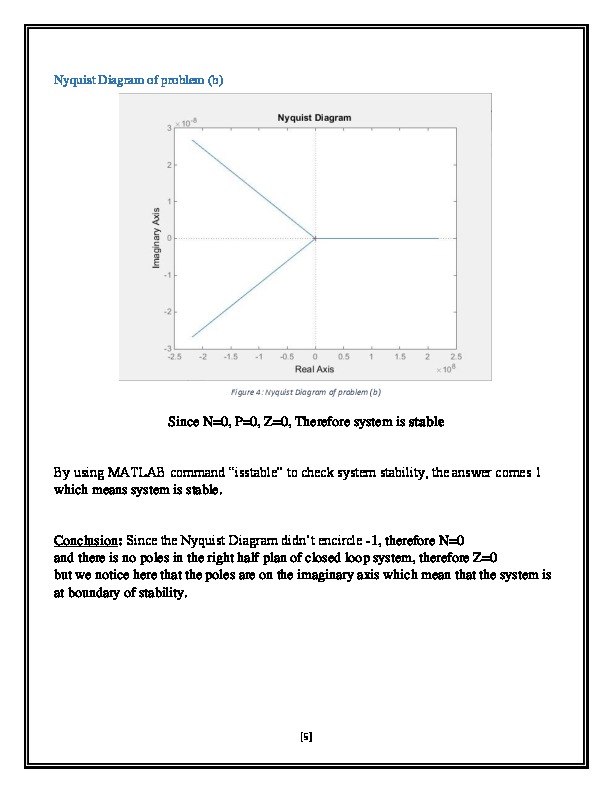 Nyquist Diagram of problem (b)
Nyquist Diagram
×10⁻⁸
3
2
1
0
-1
-2
-3
Imaginary Axis
-2.5 -2 -1.5 -1 -0.5 0 0.5 1 1.5 2 2.5
Real Axis
×10⁸
Figure 4: Nyquist Diagram of problem (b)
Since N=0, P=0, Z=0, Therefore system is stable
By using MATLAB command “isstable” to check system stability, the answer comes 1
which means system is stable.
Conclusion: Since the Nyquist Diagram didn’t encircle -1, therefore N=0
and there is no poles in the right half plan of closed loop system, therefore Z=0
but we notice here that the poles are on the imaginary axis which mean that the system is
at boundary of stability.
[5]